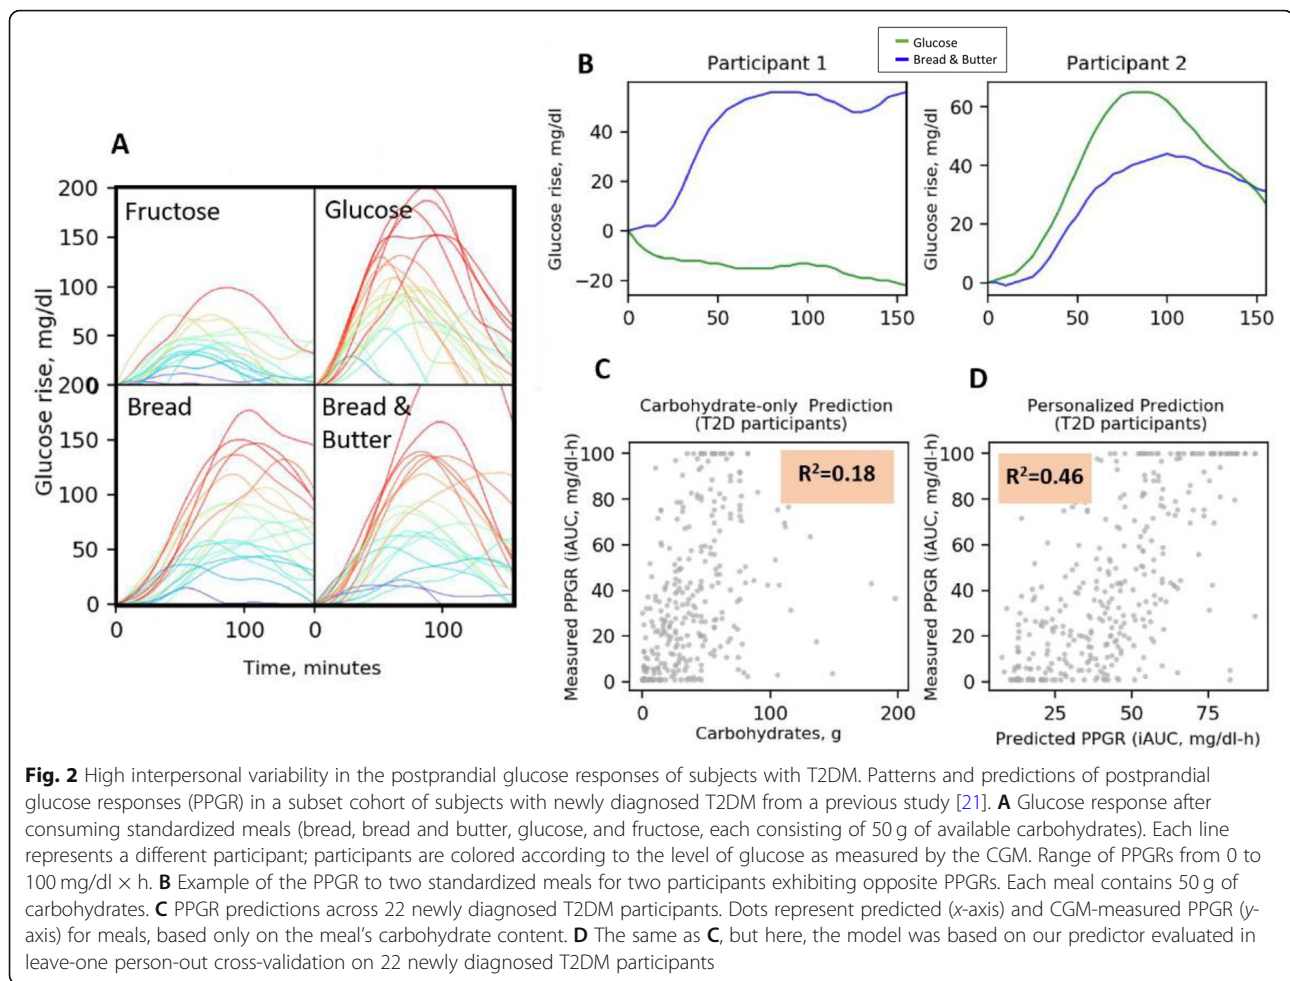 A
200
150
100
50
0
Glucose rise, mg/dl
Fructose
Glucose
200
150
100
50
0
Bread
Bread &
Butter
0
100
0
100
Time, minutes
B
Glucose
Bread & Butter
Participant 1
Glucose rise, mg/dl
40
20
0
−20
0
50
100
150
Participant 2
Glucose rise, mg/dl
60
40
20
0
0
50
100
150
C
Carbohydrate-only Prediction
(T2D participants)
R²=0.18
Measured PPGR (iAUC, mg/dl-h)
100
80
60
40
20
0
0
100
200
Carbohydrates, g
D
Personalized Prediction
(T2D participants)
R²=0.46
Measured PPGR (iAUC, mg/dl-h)
100
80
60
40
20
0
25
50
75
Predicted PPGR (iAUC, mg/dl-h)
Fig. 2 High interpersonal variability in the postprandial glucose responses of subjects with T2DM. Patterns and predictions of postprandial
glucose responses (PPGR) in a subset cohort of subjects with newly diagnosed T2DM from a previous study [21]. A Glucose response after
consuming standardized meals (bread, bread and butter, glucose, and fructose, each consisting of 50 g of available carbohydrates). Each line
represents a different participant; participants are colored according to the level of glucose as measured by the CGM. Range of PPGRs from 0 to
100 mg/dl × h. B Example of the PPGR to two standardized meals for two participants exhibiting opposite PPGRs. Each meal contains 50 g of
carbohydrates. C PPGR predictions across 22 newly diagnosed T2DM participants. Dots represent predicted (x-axis) and CGM-measured PPGR (y-
axis) for meals, based only on the meal's carbohydrate content. D The same as C, but here, the model was based on our predictor evaluated in
leave-one person-out cross-validation on 22 newly diagnosed T2DM participants